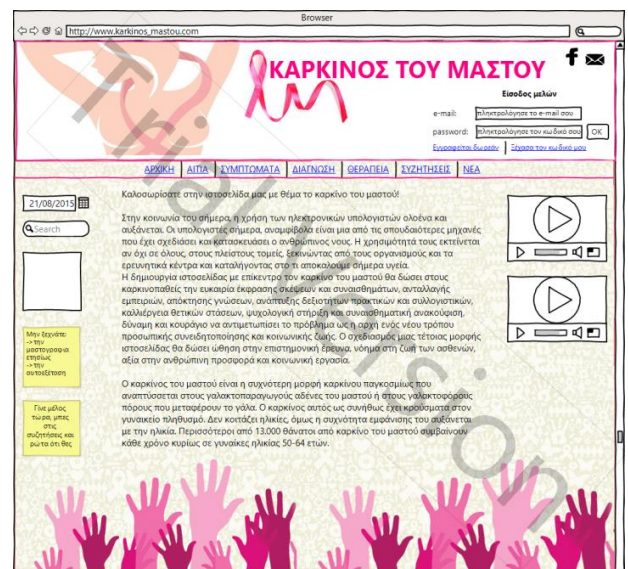 Browser
http://www.karkinos_mastou.com
ΚΑΡΚΙΝΟΣ ΤΟΥ ΜΑΣΤΟΥ
Είσοδος μελών
e-mail: πληκτρολόγησε το e-mail σου
password: πληκτρολόγησε τον κωδικό σου OK
Εγγραφείται δωρεάν Ξέχασα τον κωδικό μου
ΑΡΧΙΚΗ ΑΙΤΙΑ ΣΥΜΠΤΩΜΑΤΑ ΔΙΑΓΝΩΣΗ ΘΕΡΑΠΕΙΑ ΣΥΖΗΤΗΣΕΙΣ ΝΕΑ
21/08/2015
Search
Μην ξεχνάτε:
->την
μαστογραφια
ετησίως
->την
αυτοεξέταση
Γίνε μέλος
τώρα, μπες
στις
συζητήσεις και
ρώτα ότι θες
Καλοσωρίσατε στην ιστοσελίδα μας με θέμα το καρκίνο του μαστού!
Στην κοινωνία του σήμερα, η χρήση των ηλεκτρονικών υπολογιστών ολοένα και
αυξάνεται. Οι υπολογιστές σήμερα, αναμφίβολα είναι μια από τις σπουδαιότερες μηχανές
που έχει σχεδιάσει και κατασκευάσει ο ανθρώπινος νους. Η χρησιμότητά τους εκτείνεται
αν όχι σε όλους, στους πλείστους τομείς, ξεκινώντας από τους οργανισμούς και τα
ερευνητικά κέντρα και καταλήγοντας στο τι αποκαλούμε σήμερα υγεία.
Η δημιουργία ιστοσελίδας με επίκεντρο τον καρκίνο του μαστού θα δώσει στους
καρκινοπαθείς την ευκαιρία έκφρασης σκέψεων και συναισθημάτων, ανταλλαγής
εμπειριών, απόκτησης γνώσεων, ανάπτυξης δεξιοτήτων πρακτικών και συλλογιστικών,
καλλιέργεια θετικών στάσεων, ψυχολογική στήριξη και συναισθηματική ανακούφιση,
δύναμη και κουράγιο να αντιμετωπίσει το πρόβλημα ως η αρχή ενός νέου τρόπου
προσωπικής συνειδητοποίησης και κοινωνικής ζωής. Ο σχεδιασμός μίας τέτοιας μορφής
ιστοσελίδας θα δώσει ώθηση στην επιστημονική έρευνα, νόημα στη ζωή των ασθενών,
αξία στην ανθρώπινη προσφορά και κοινωνική εργασία.
Ο καρκίνος του μαστού είναι η συχνότερη μορφή καρκίνου παγκοσμίως που
αναπτύσσεται στους γαλακτοπαραγωγούς αδένες του μαστού ή στους γαλακτοφόρους
πόρους που μεταφέρουν το γάλα. Ο καρκίνος αυτός ως συνήθως έχει κρούσματα στον
γυναικείο πληθυσμό. Δεν κοιτάζει ηλικίες, όμως η συχνότητα εμφάνισης του αυξάνεται
με την ηλικία. Περισσότεροι από 13.000 θάνατοι από καρκίνο του μαστού συμβαίνουν
κάθε χρόνο κυρίως σε γυναίκες ηλικίας 50-64 ετών.
Trial Version